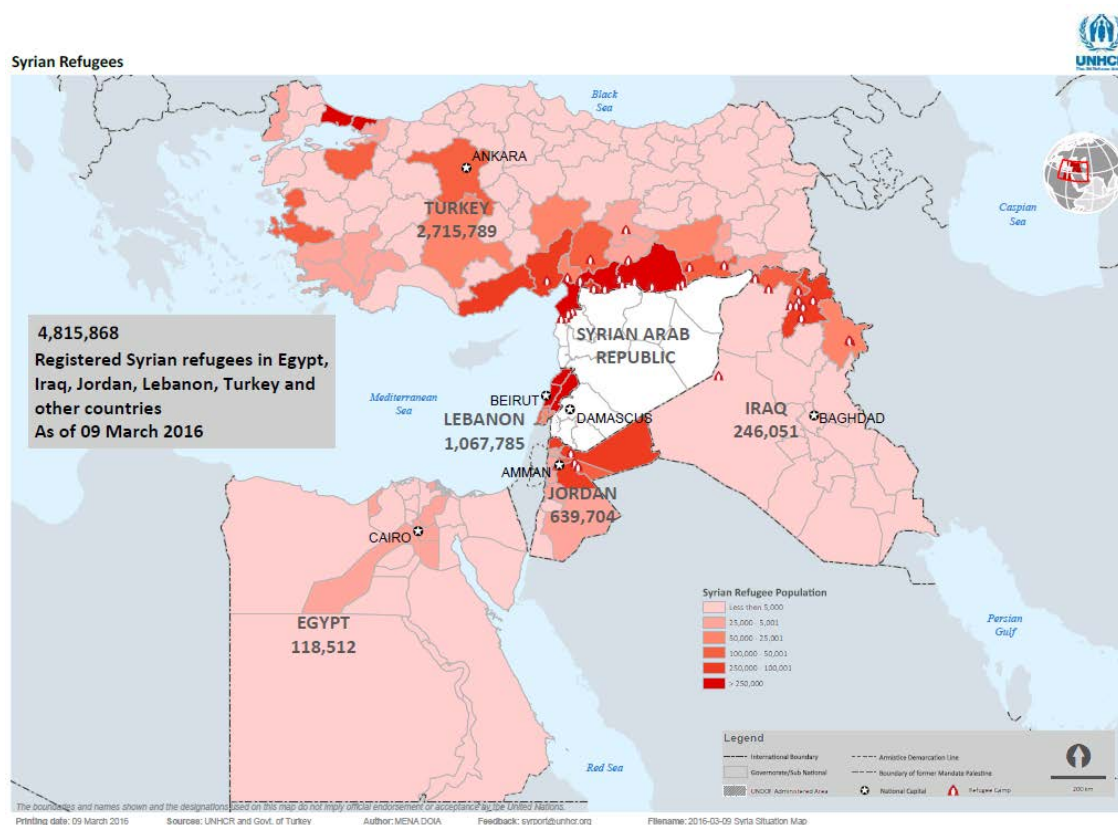 UNHCR
The UN Refugee Agency
Syrian Refugees
Black
Sea
ANKARA
Caspian
Sea
TURKEY
2,715,789
4,815,868
Registered Syrian refugees in Egypt,
Iraq, Jordan, Lebanon, Turkey and
other countries
As of 09 March 2016
SYRIAN ARAB
REPUBLIC
Mediterranean
Sea
BEIRUT
LEBANON
1,067,785
DAMASCUS
IRAQ
246,051
BAGHDAD
AMMAN
JORDAN
639,704
CAIRO
EGYPT
118,512
Persian
Gulf
Red Sea
Syrian Refugee Population
Less then 5,000
25,000 - 5,001
50,000 - 25,001
100,000 - 50,001
250,000 - 100,001
> 250,000
Legend
International Boundary
Armistice Demarcation Line
Governorate/Sub National
Boundary of former Mandate Palestine
UNDOF Administered Area
National Capital
Refugee Camp
200 km
The boundaries and names shown and the designations used on this map do not imply official endorsement or acceptance by the United Nations.
Printing date: 09 March 2016 Sources: UNHCR and Govt. of Turkey Author: MENA DOIA Feedback: syrport@unhcr.org Filename: 2016-03-09 Syria Situation Map